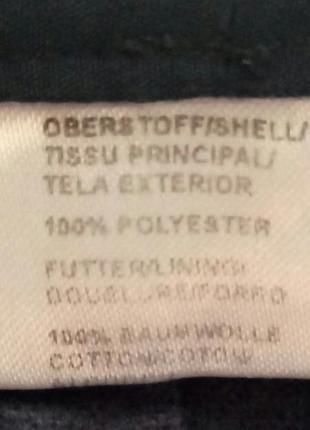 OBERSTOFF/SHELL/
TISSU PRINCIPAL/
TELA EXTERIOR
100% POLYESTER
FUTTER/LINING/
DOUBLURE/FORRO
100% BAUMWOLLE
COTTON/COTON/